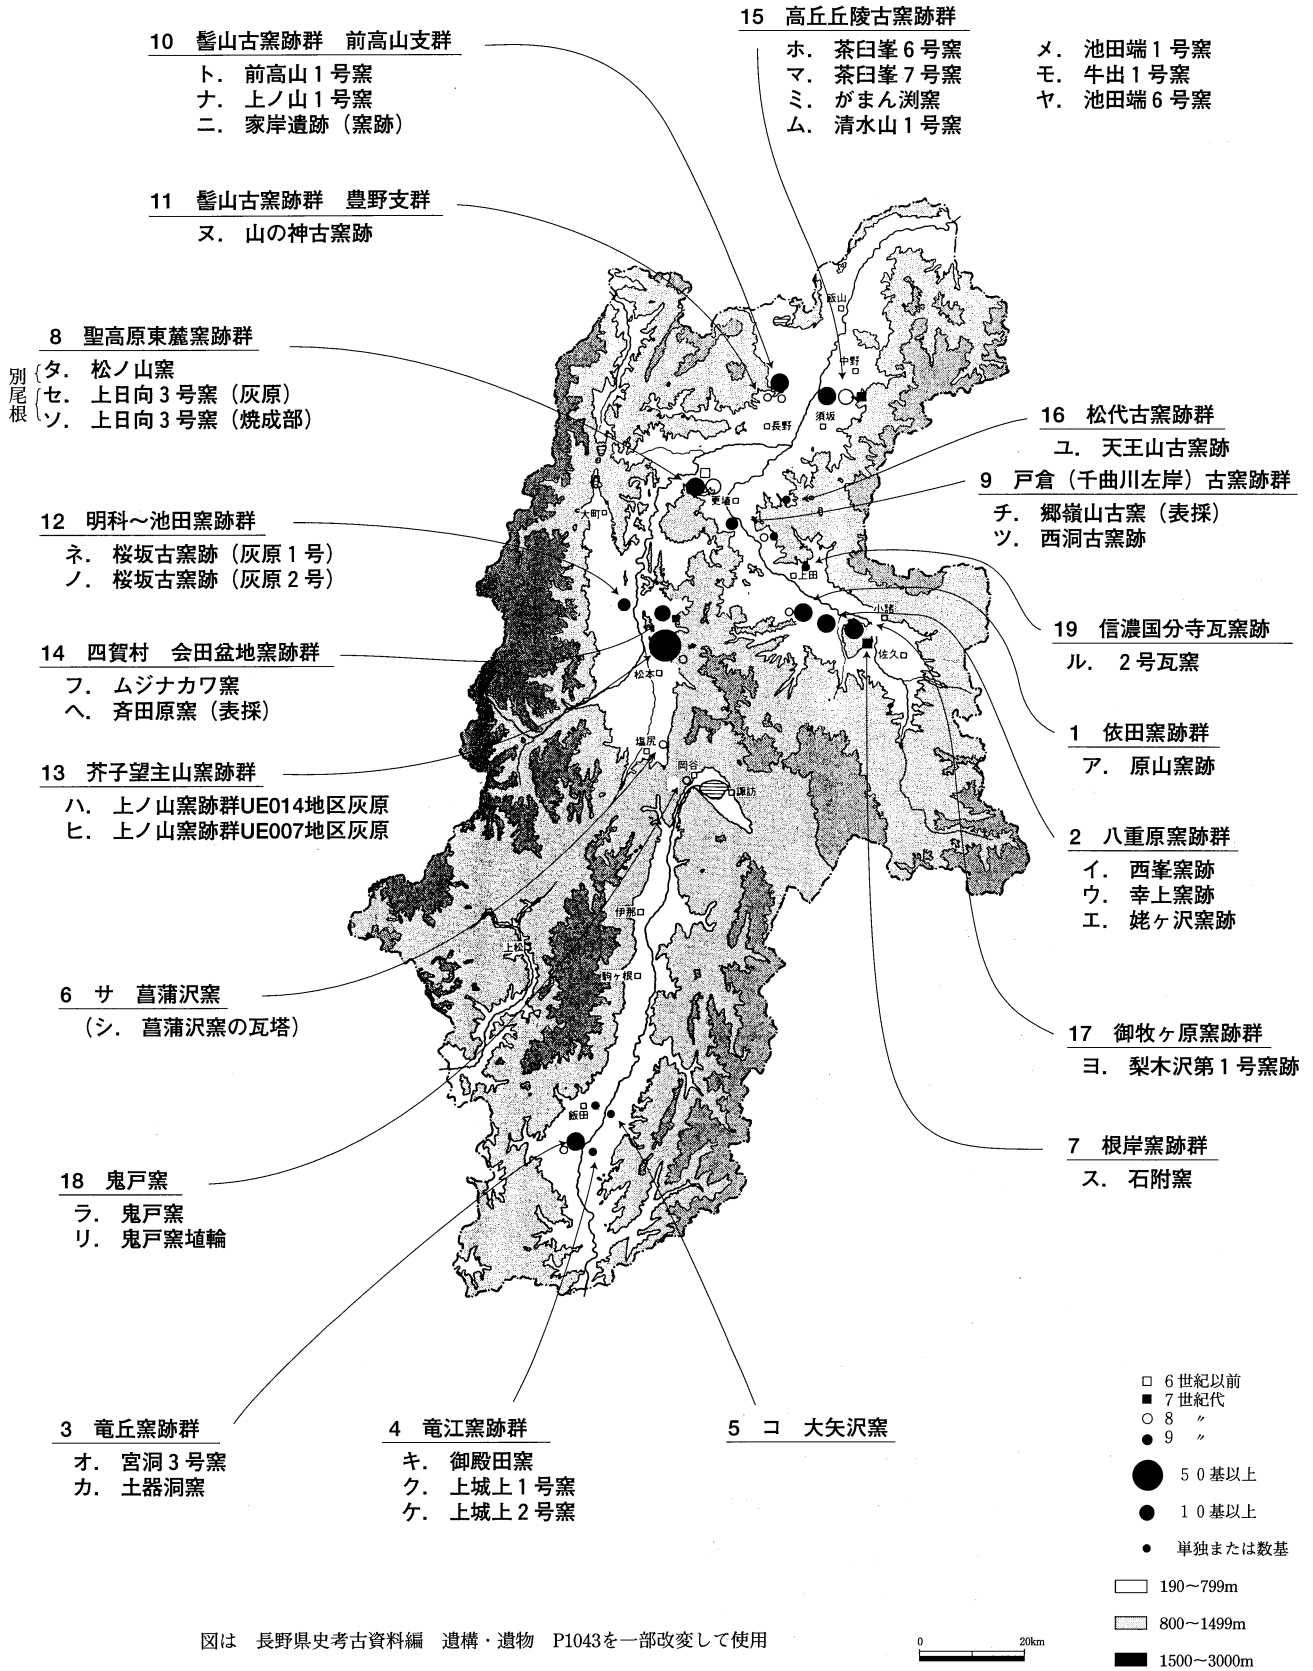 15 高丘丘陵古窯跡群
ホ． 茶臼峯６号窯
マ． 茶臼峯７号窯
ミ． がまん渕窯
ム． 清水山１号窯
メ． 池田端１号窯
モ． 牛出１号窯
ヤ． 池田端６号窯
10 髻山古窯跡群 前高山支群
ト． 前高山１号窯
ナ． 上ノ山１号窯
ニ． 家岸遺跡（窯跡）
11 髻山古窯跡群 豊野支群
ヌ． 山の神古窯跡
8 聖高原東麓窯跡群
別尾根
タ． 松ノ山窯
セ． 上日向３号窯（灰原）
ソ． 上日向３号窯（焼成部）
12 明科～池田窯跡群
ネ． 桜坂古窯跡（灰原１号）
ノ． 桜坂古窯跡（灰原２号）
14 四賀村 会田盆地窯跡群
フ． ムジナカワ窯
ヘ． 斉田原窯（表採）
13 芥子望主山窯跡群
ハ． 上ノ山窯跡群UE014地区灰原
ヒ． 上ノ山窯跡群UE007地区灰原
6 サ 菖蒲沢窯
（シ． 菖蒲沢窯の瓦塔）
18 鬼戸窯
ラ． 鬼戸窯
リ． 鬼戸窯埴輪
3 竜丘窯跡群
オ． 宮洞３号窯
カ． 土器洞窯
4 竜江窯跡群
キ． 御殿田窯
ク． 上城上１号窯
ケ． 上城上２号窯
5 コ 大矢沢窯
16 松代古窯跡群
ユ． 天王山古窯跡
9 戸倉（千曲川左岸）古窯跡群
チ． 郷嶺山古窯（表採）
ツ． 西洞古窯跡
19 信濃国分寺瓦窯跡
ル． ２号瓦窯
1 依田窯跡群
ア． 原山窯跡
2 八重原窯跡群
イ． 西峯窯跡
ウ． 幸上窯跡
エ． 姥ヶ沢窯跡
17 御牧ヶ原窯跡群
ヨ． 梨木沢第１号窯跡
7 根岸窯跡群
ス． 石附窯
飯山
中野
長野
須坂
更埴
大町
上田
小諸
佐久
松本
塩尻
岡谷
諏訪
伊那
上松
駒ヶ根
飯田
６世紀以前
７世紀代
８ 〃
９ 〃
５０基以上
１０基以上
単独または数基
190～799m
800～1499m
1500～3000m
0 20km
図は 長野県史考古資料編 遺構・遺物 P1043を一部改変して使用